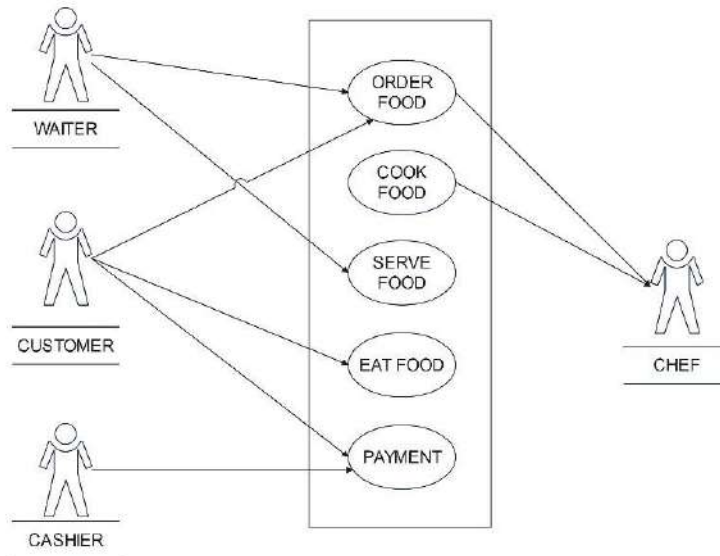 WAITER
CUSTOMER
CASHIER
ORDER
FOOD
COOK
FOOD
SERVE
FOOD
EAT FOOD
PAYMENT
CHEF